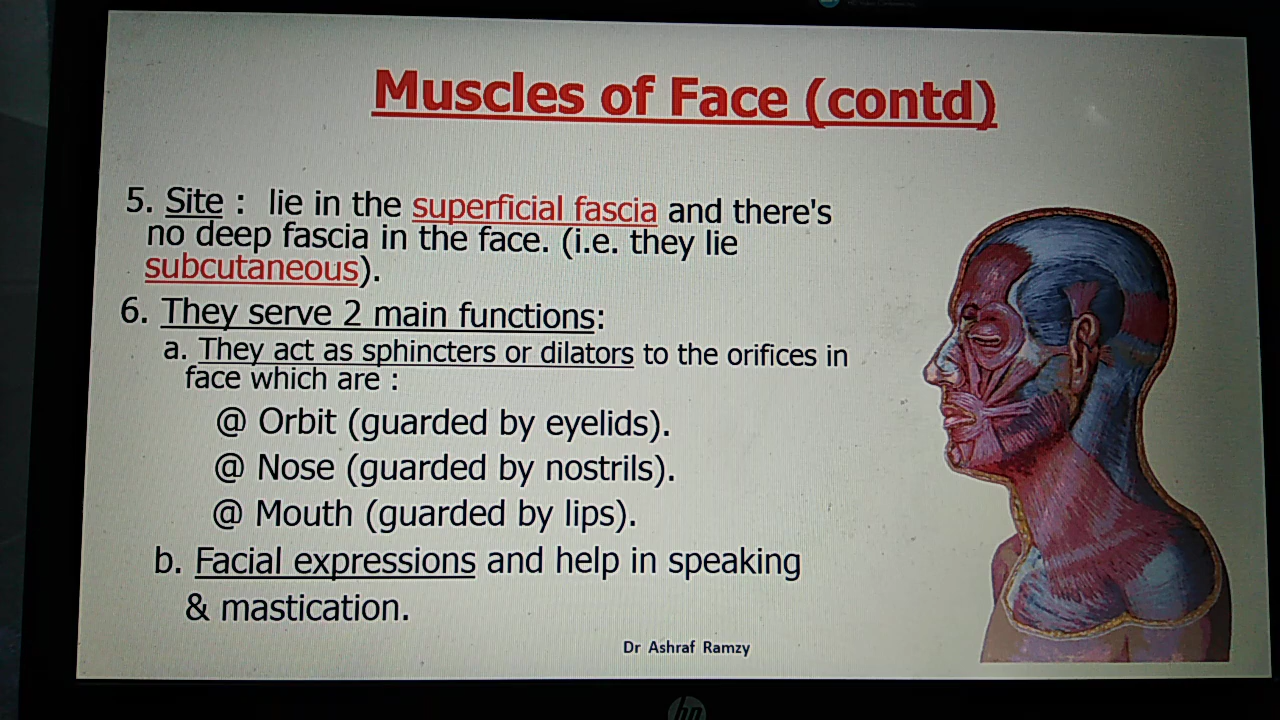 Muscles of Face (contd)
5. Site : lie in the superficial fascia and there's
no deep fascia in the face. (i.e. they lie
subcutaneous).
6. They serve 2 main functions:
a. They act as sphincters or dilators to the orifices in
face which are :
@ Orbit (guarded by eyelids).
@ Nose (guarded by nostrils).
@ Mouth (guarded by lips).
b. Facial expressions and help in speaking
& mastication.
Dr Ashraf Ramzy
hp